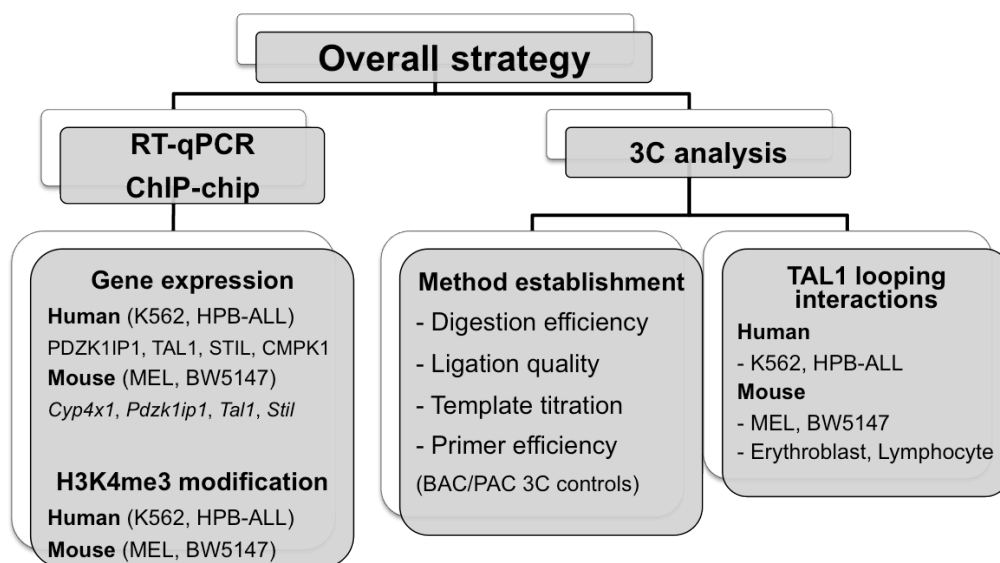 Overall strategy
RT-qPCR
ChIP-chip
3C analysis
Gene expression
Human (K562, HPB-ALL)
PDZK1IP1, TAL1, STIL, CMPK1
Mouse (MEL, BW5147)
Cyp4x1, Pdzk1ip1, Tal1, Stil
H3K4me3 modification
Human (K562, HPB-ALL)
Mouse (MEL, BW5147)
Method establishment
- Digestion efficiency
- Ligation quality
- Template titration
- Primer efficiency
(BAC/PAC 3C controls)
TAL1 looping
interactions
Human
- K562, HPB-ALL
Mouse
- MEL, BW5147
- Erythroblast, Lymphocyte